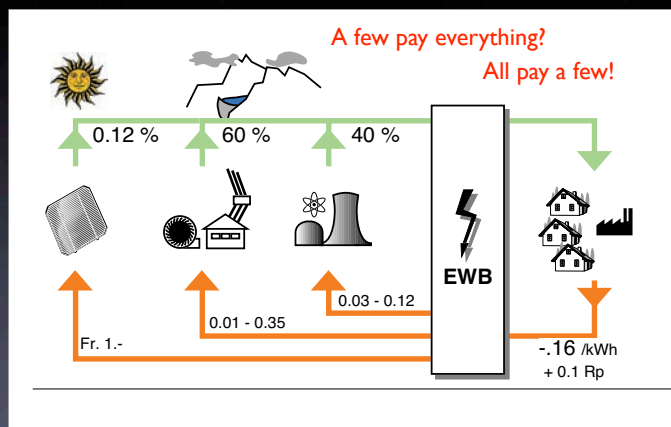 A few pay everything?
All pay a few!
0.12 %
60 %
40 %
EWB
0.03 - 0.12
0.01 - 0.35
Fr. 1.-
-.16 /kWh
+ 0.1 Rp